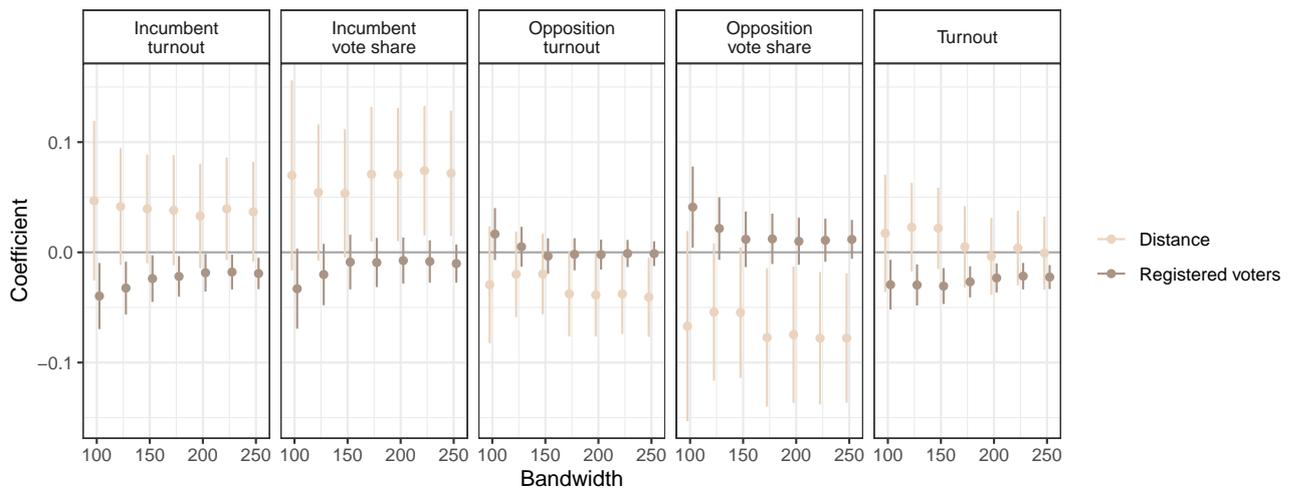 Incumbent
turnout
Incumbent
vote share
Opposition
turnout
Opposition
vote share
Turnout
Coefficient
0.1
0.0
−0.1
100 150 200 250
100 150 200 250
100 150 200 250
100 150 200 250
100 150 200 250
Bandwidth
Distance
Registered voters